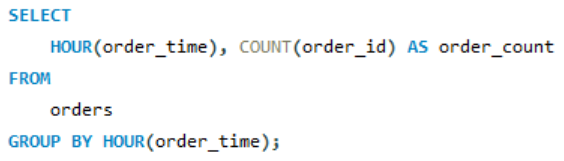 SELECT
HOUR(order_time), COUNT(order_id) AS order_count
FROM
orders
GROUP BY HOUR(order_time);